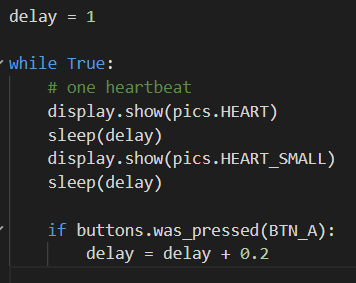 delay = 1
while True:
# one heartbeat
display.show(pics.HEART)
sleep(delay)
display.show(pics.HEART_SMALL)
sleep(delay)
if buttons.was_pressed(BTN_A):
delay = delay + 0.2